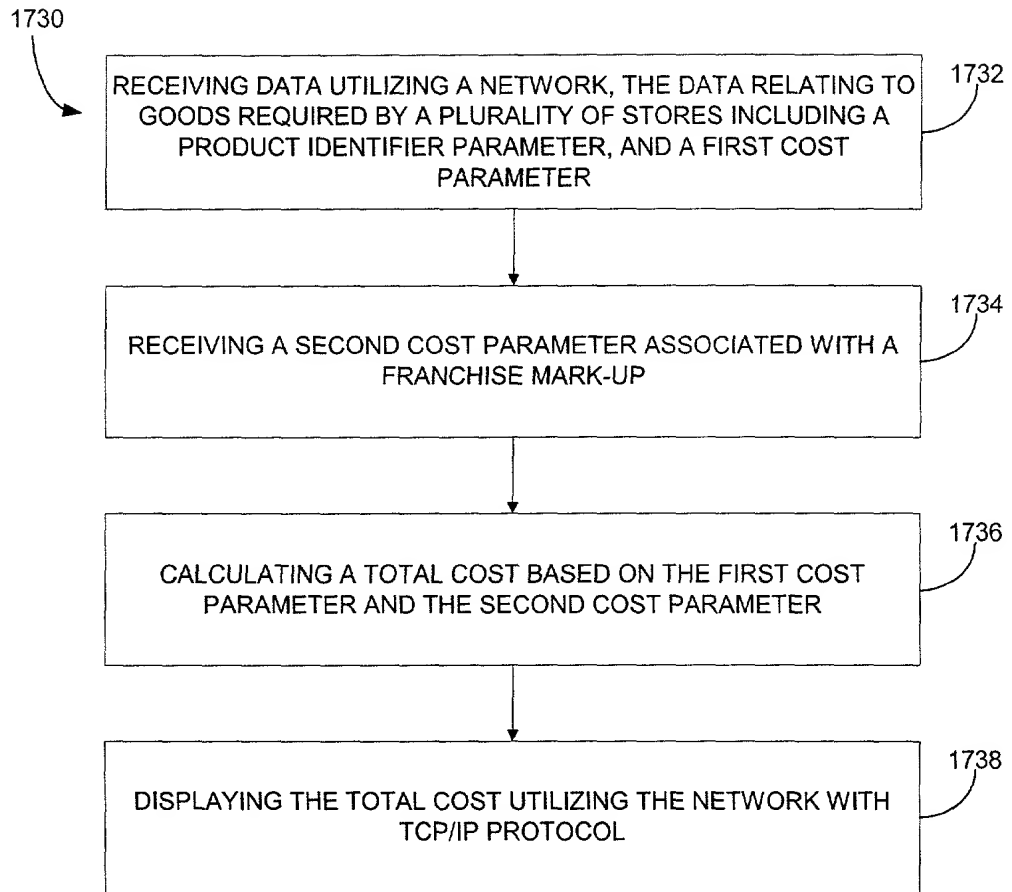 1730
RECEIVING DATA UTILIZING A NETWORK, THE DATA RELATING TO
GOODS REQUIRED BY A PLURALITY OF STORES INCLUDING A
PRODUCT IDENTIFIER PARAMETER, AND A FIRST COST
PARAMETER
1732
RECEIVING A SECOND COST PARAMETER ASSOCIATED WITH A
FRANCHISE MARK-UP
1734
CALCULATING A TOTAL COST BASED ON THE FIRST COST
PARAMETER AND THE SECOND COST PARAMETER
1736
DISPLAYING THE TOTAL COST UTILIZING THE NETWORK WITH
TCP/IP PROTOCOL
1738